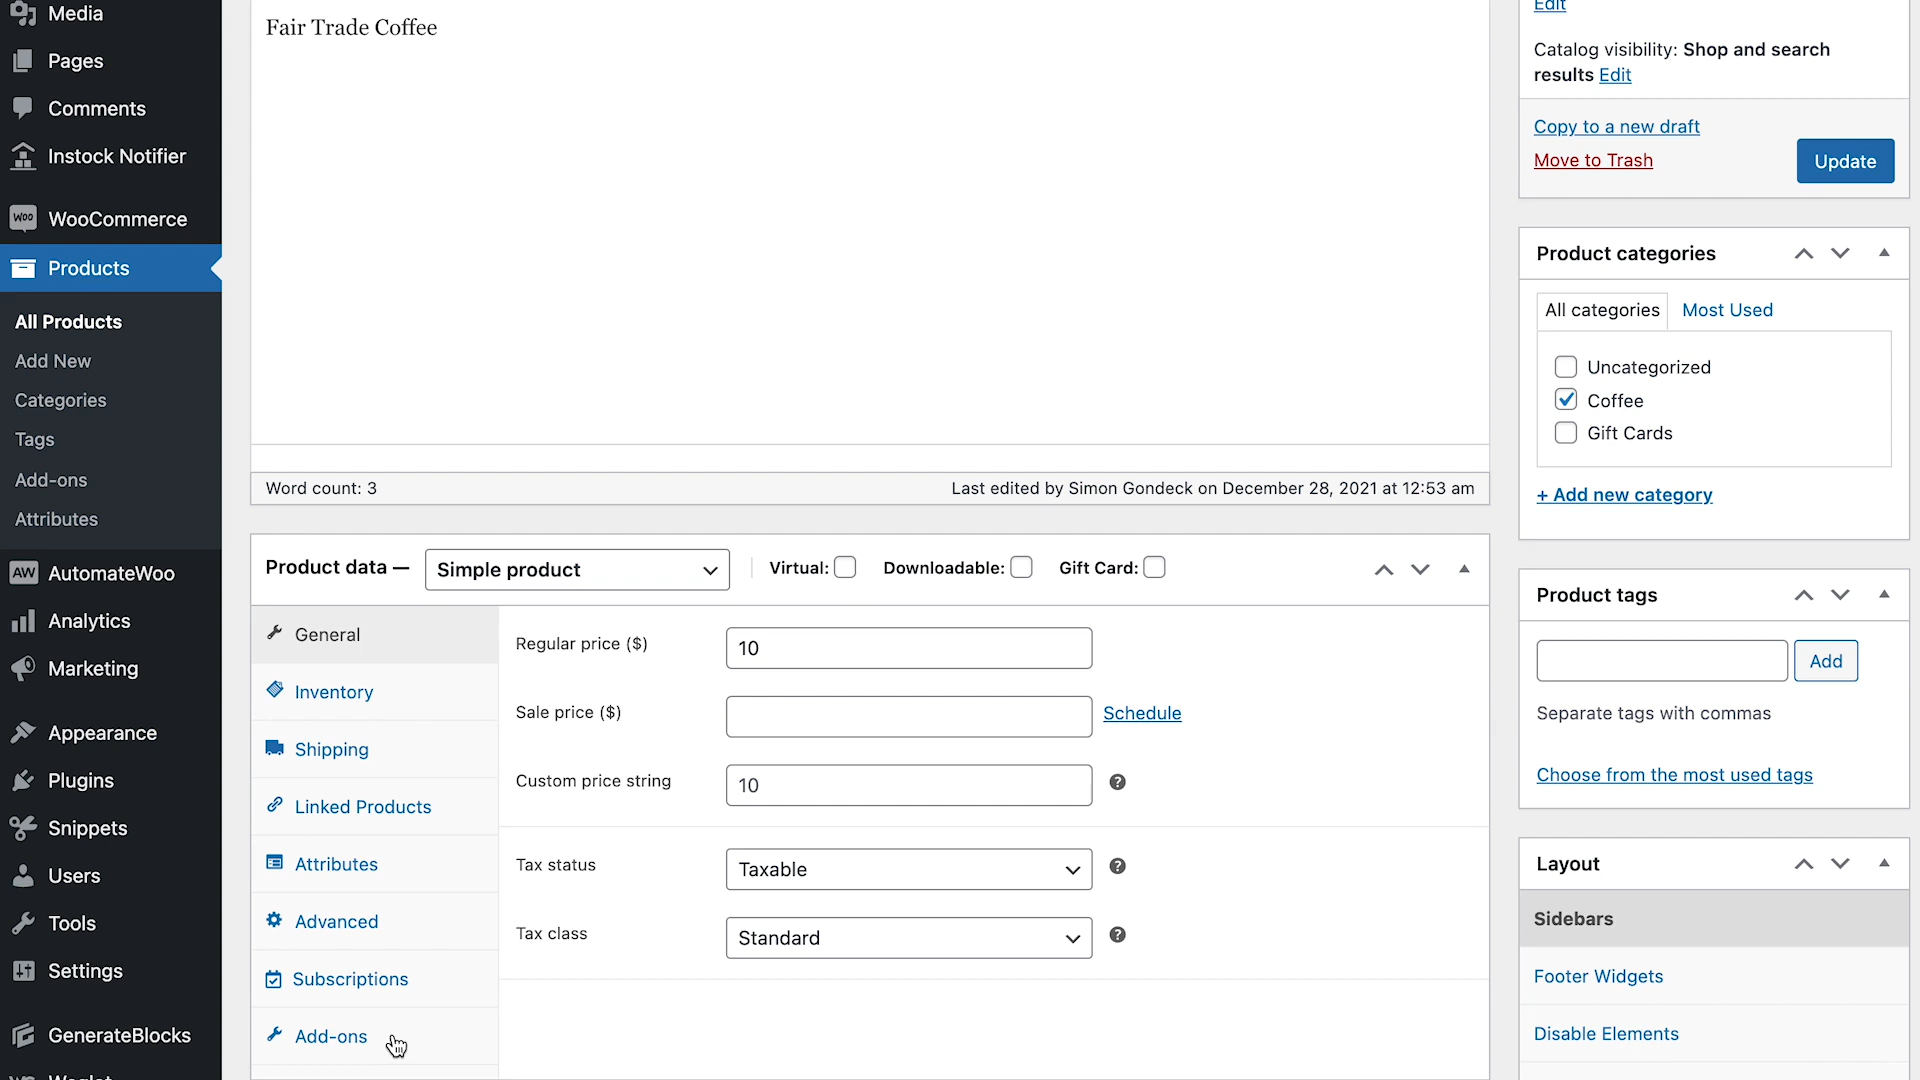 Media
Pages
Comments
Instock Notifier
Woo WooCommerce
Products
All Products
Add New
Categories
Tags
Add-ons
Attributes
AW AutomateWoo
Analytics
Marketing
Appearance
Plugins
Snippets
Users
Tools
Settings
GenerateBlocks
Fair Trade Coffee
Word count: 3
Last edited by Simon Gondeck on December 28, 2021 at 12:53 am
Product data — Simple product Virtual: Downloadable: Gift Card:
General
Inventory
Shipping
Linked Products
Attributes
Advanced
Subscriptions
Add-ons
Regular price ($) 10
Sale price ($) Schedule
Custom price string 10 ?
Tax status Taxable ?
Tax class Standard ?
Edit
Catalog visibility: Shop and search
results Edit
Copy to a new draft
Move to Trash
Update
Product categories
All categories Most Used
Uncategorized
Coffee
Gift Cards
+ Add new category
Product tags
Add
Separate tags with commas
Choose from the most used tags
Layout
Sidebars
Footer Widgets
Disable Elements